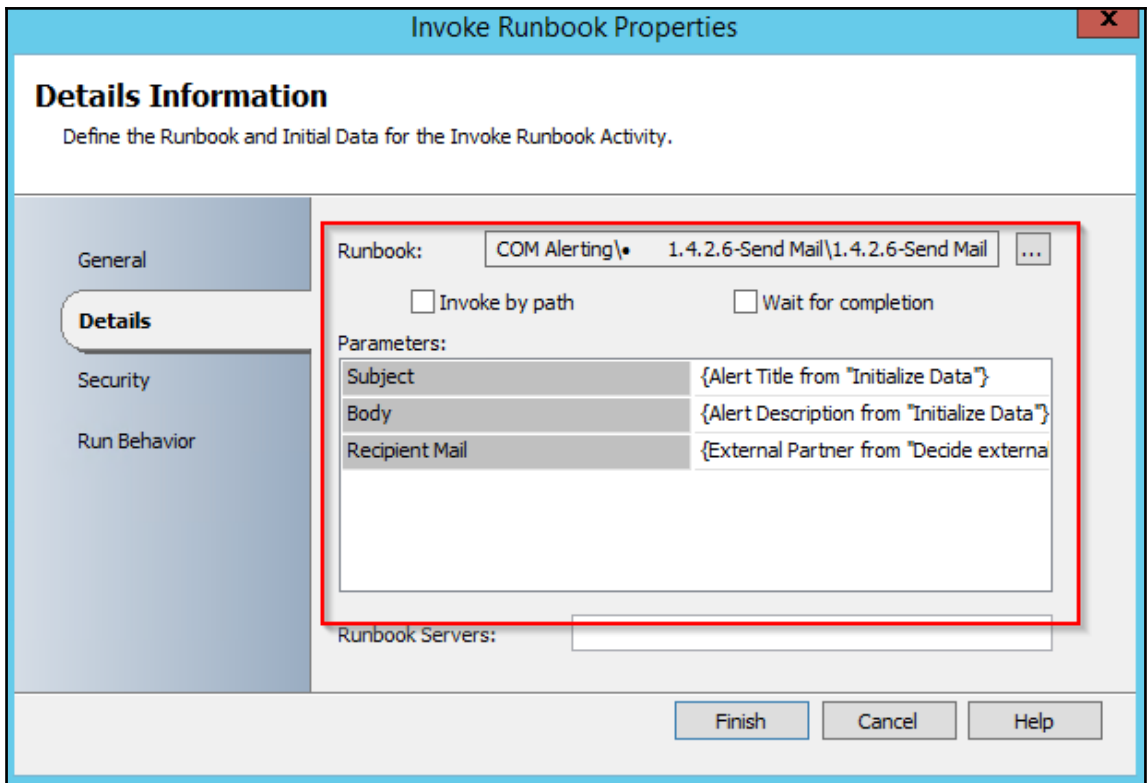 Invoke Runbook Properties
x
Details Information
Define the Runbook and Initial Data for the Invoke Runbook Activity.
General
Details
Security
Run Behavior
Runbook: COM Alerting\• 1.4.2.6-Send Mail\1.4.2.6-Send Mail ...
Invoke by path Wait for completion
Parameters:
Subject {Alert Title from "Initialize Data"}
Body {Alert Description from "Initialize Data"}
Recipient Mail {External Partner from "Decide externa
Runbook Servers:
Finish Cancel Help